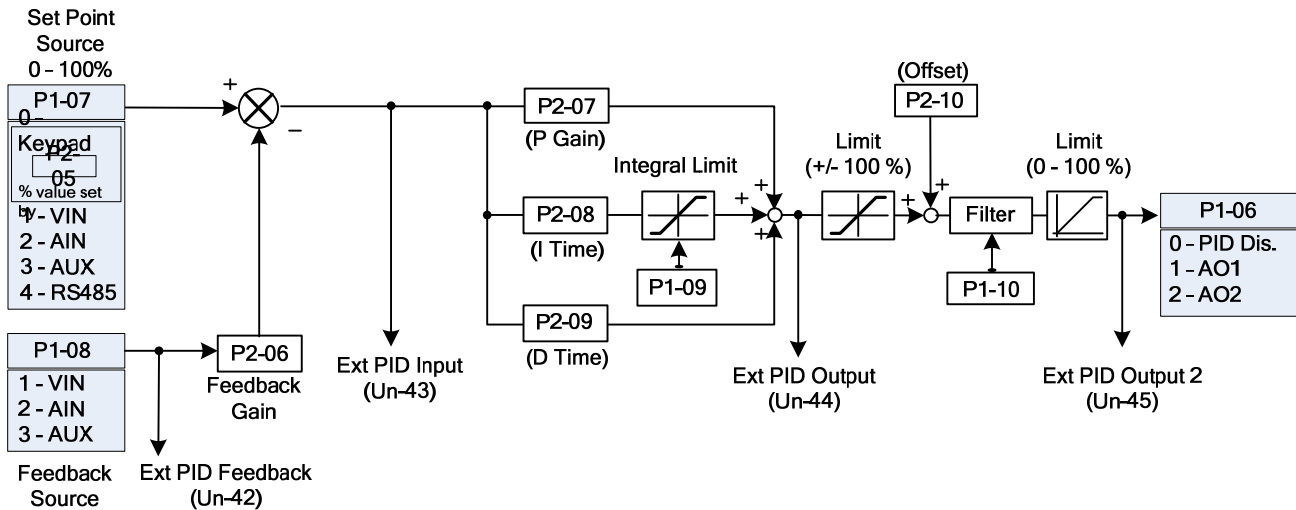 Set Point
Source
0 – 100%
P1-07
0 –
Keypad
P2-
05
% value set
by
1 - VIN
2 - AIN
3 - AUX
4 - RS485
P1-08
1 - VIN
2 - AIN
3 - AUX
Feedback
Source
+
−
P2-06
Feedback
Gain
Ext PID Feedback
(Un-42)
Ext PID Input
(Un-43)
P2-07
(P Gain)
P2-08
(I Time)
P2-09
(D Time)
Integral Limit
P1-09
+
+
+
Ext PID Output
(Un-44)
Limit
(+/- 100 %)
(Offset)
P2-10
+
+
Filter
P1-10
Limit
(0 - 100 %)
Ext PID Output 2
(Un-45)
P1-06
0 – PID Dis.
1 – AO1
2 – AO2